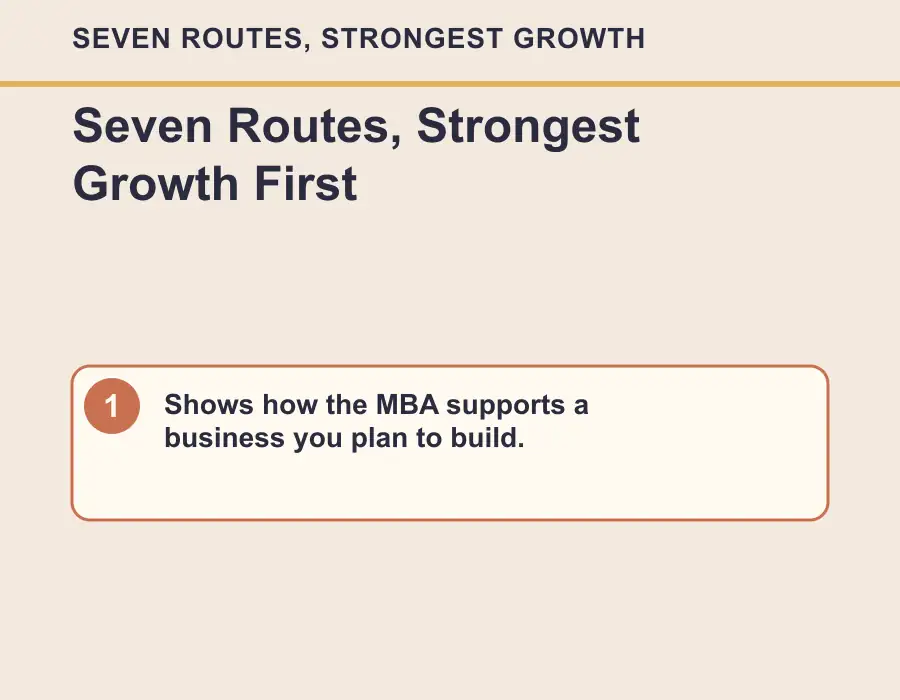 SEVEN ROUTES, STRONGEST GROWTH
Seven Routes, Strongest
Growth First
1
Shows how the MBA supports a
business you plan to build.